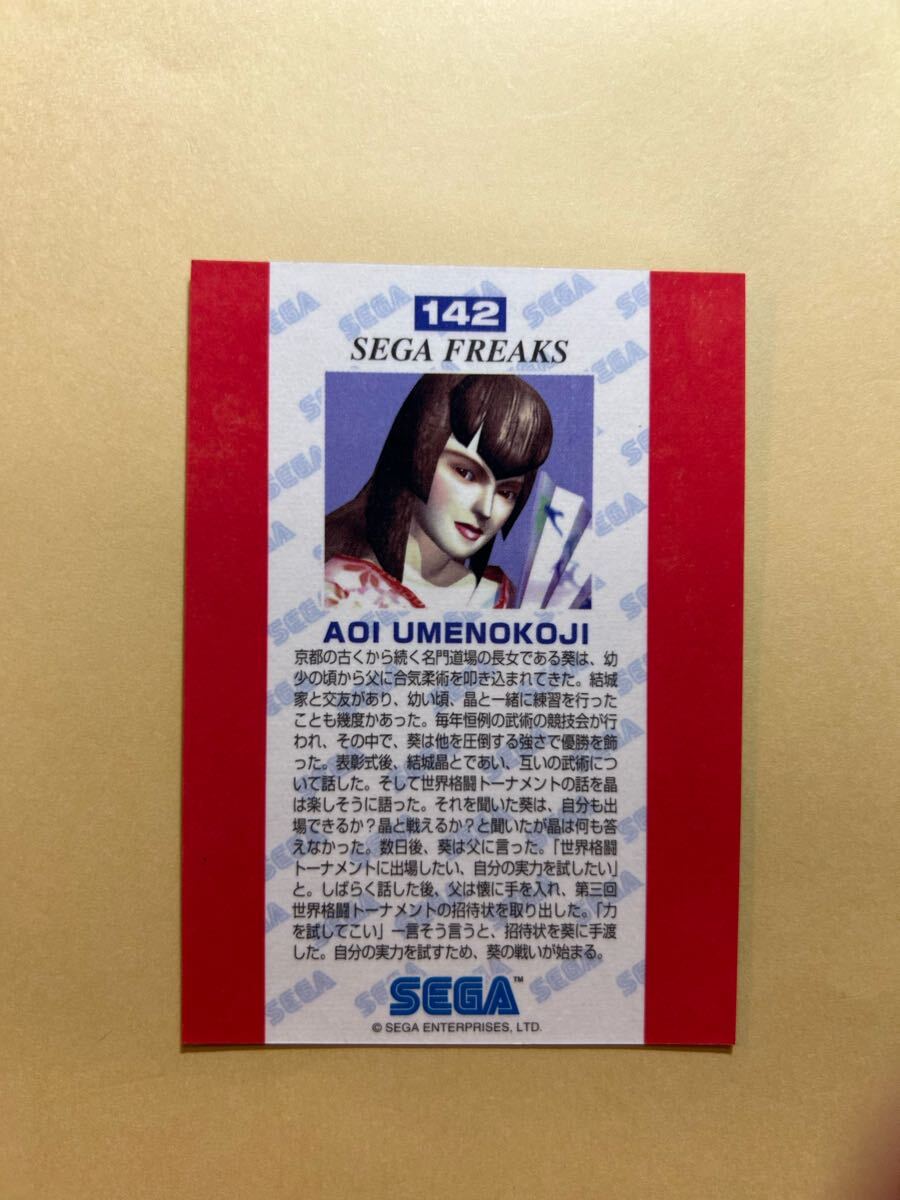 142
SEGA FREAKS
AOI UMENOKOJI
京都の古くから続く名門道場の長女である葵は、幼
少の頃から父に合気柔術を叩き込まれてきた。結城
家と交友があり、幼い頃、晶と一緒に練習を行った
ことも幾度かあった。毎年恒例の武術の競技会が行
われ、その中で、葵は他を圧倒する強さで優勝を飾
った。表彰式後、結城晶とであい、互いの武術につ
いて話した。そして世界格闘トーナメントの話を晶
は楽しそうに語った。それを聞いた葵は、自分も出
場できるか?晶と戦えるか?と聞いたが晶は何も答
えなかった。数日後、葵は父に言った。「世界格闘
トーナメントに出場したい、自分の実力を試したい」
と。しばらく話した後、父は懐に手を入れ、第三回
世界格闘トーナメントの招待状を取り出した。「力
を試してこい」一言そう言うと、招待状を葵に手渡
した。自分の実力を試すため、葵の戦いが始まる。
SEGA™
© SEGA ENTERPRISES, LTD.